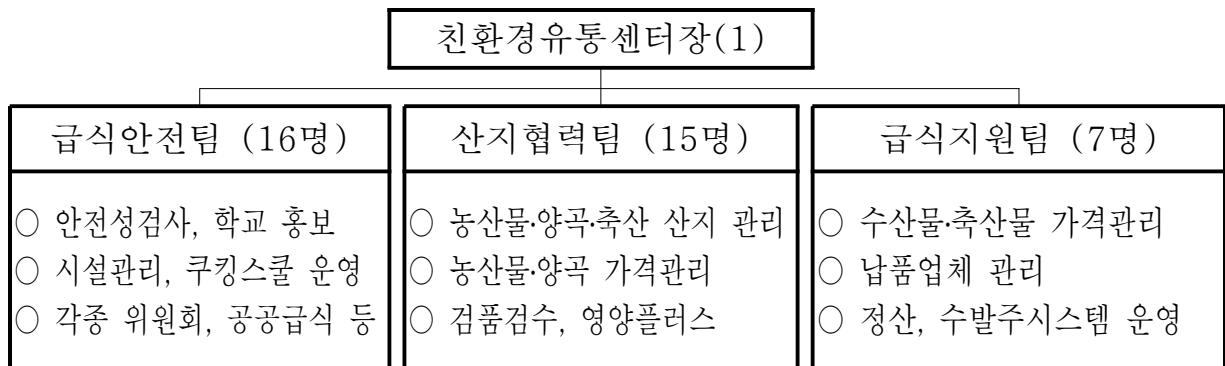 친환경유통센터장(1)
급식안전팀 (16명)
○ 안전성검사, 학교 홍보
○ 시설관리, 쿠킹스쿨 운영
○ 각종 위원회, 공공급식 등
산지협력팀 (15명)
○ 농산물·양곡·축산 산지 관리
○ 농산물·양곡 가격관리
○ 검품검수, 영양플러스
급식지원팀 (7명)
○ 수산물·축산물 가격관리
○ 납품업체 관리
○ 정산, 수발주시스템 운영